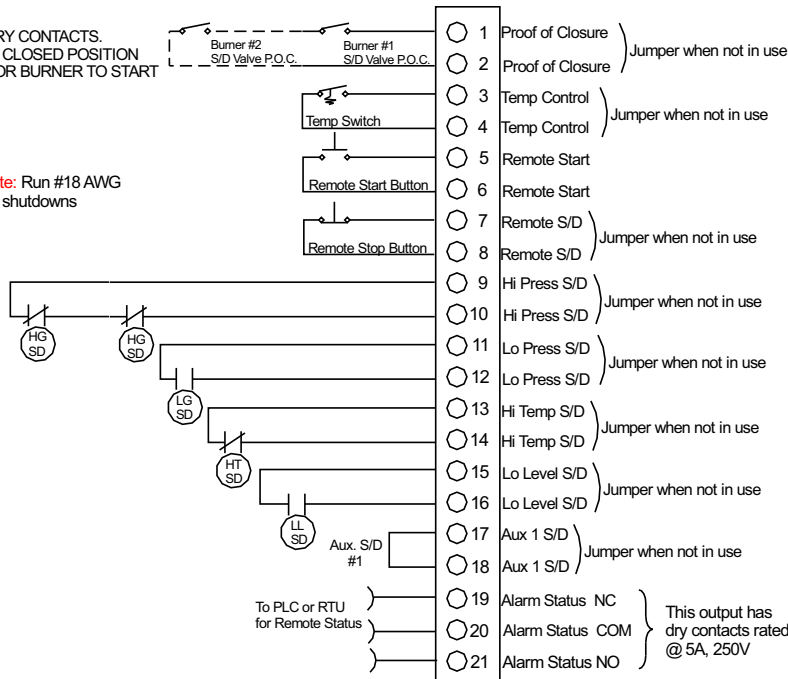 RY CONTACTS.
CLOSED POSITION
OR BURNER TO START
Burner #2
S/D Valve P.O.C.
Burner #1
S/D Valve P.O.C.
1 Proof of Closure
2 Proof of Closure
Jumper when not in use
Temp Switch
3 Temp Control
4 Temp Control
Jumper when not in use
te: Run #18 AWG
shutdowns
Remote Start Button
5 Remote Start
6 Remote Start
Remote Stop Button
7 Remote S/D
8 Remote S/D
Jumper when not in use
9 Hi Press S/D
10 Hi Press S/D
Jumper when not in use
HG
SD
HG
SD
11 Lo Press S/D
12 Lo Press S/D
Jumper when not in use
LG
SD
13 Hi Temp S/D
14 Hi Temp S/D
Jumper when not in use
HT
SD
15 Lo Level S/D
16 Lo Level S/D
Jumper when not in use
LL
SD
Aux. S/D
#1
17 Aux 1 S/D
18 Aux 1 S/D
Jumper when not in use
To PLC or RTU
for Remote Status
19 Alarm Status NC
20 Alarm Status COM
21 Alarm Status NO
This output has
dry contacts rated
@ 5A, 250V